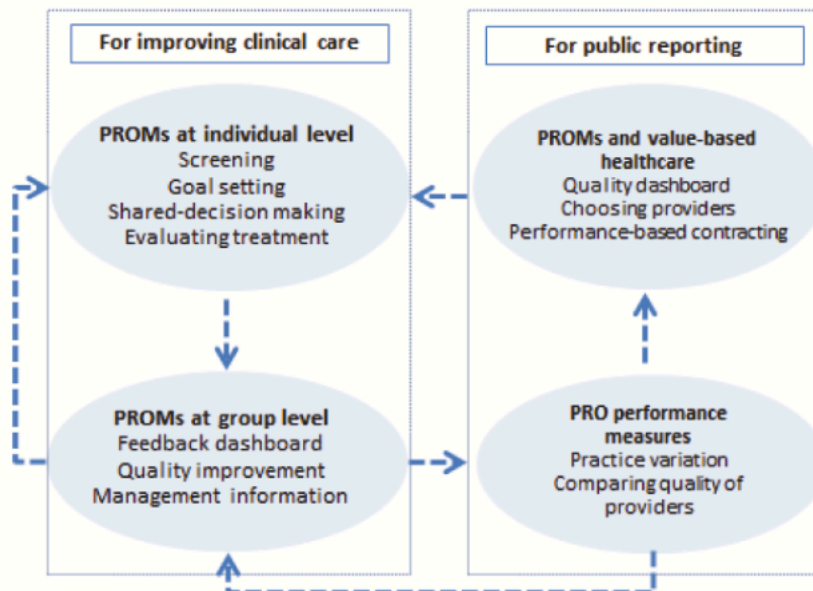 For improving clinical care
PROMs at individual level
Screening
Goal setting
Shared-decision making
Evaluating treatment
PROMs at group level
Feedback dashboard
Quality improvement
Management information
For public reporting
PROMs and value-based
healthcare
Quality dashboard
Choosing providers
Performance-based contracting
PRO performance
measures
Practice variation
Comparing quality of
providers